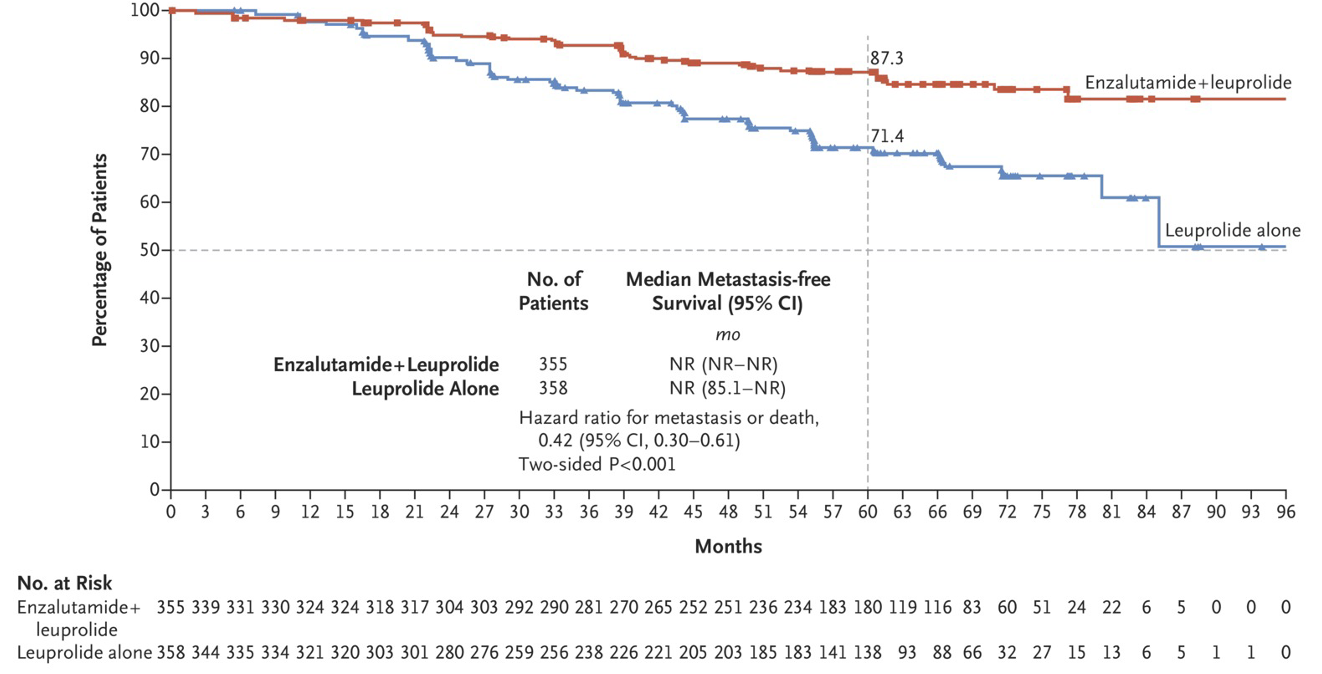 100
90
80
70
60
50
40
30
20
10
0
Percentage of Patients
87.3
71.4
Enzalutamide+leuprolide
Leuprolide alone
No. of Patients
Median Metastasis-free Survival (95% CI)
mo
Enzalutamide+Leuprolide 355 NR (NR–NR)
Leuprolide Alone 358 NR (85.1–NR)
Hazard ratio for metastasis or death,
0.42 (95% CI, 0.30–0.61)
Two-sided P<0.001
0 3 6 9 12 15 18 21 24 27 30 33 36 39 42 45 48 51 54 57 60 63 66 69 72 51 78 81 84 87 90 93 96
Months
No. at Risk
Enzalutamide+ 355 339 331 330 324 324 318 317 304 303 292 290 281 270 265 252 251 236 234 183 180 119 116 83 60 51 24 22 6 5 0 0 0
leuprolide
Leuprolide alone 358 344 335 334 321 320 303 301 280 276 259 256 238 226 221 205 203 185 183 141 138 93 88 66 32 27 15 13 6 5 1 1 0